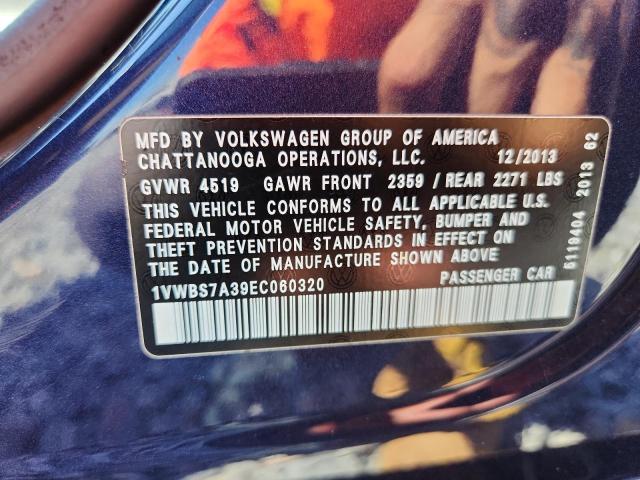 MFD BY VOLKSWAGEN GROUP OF AMERICA
CHATTANOOGA OPERATIONS, LLC. 12/2013
GVWR 4519 GAWR FRONT 2359 / REAR 2271 LBS
THIS VEHICLE CONFORMS TO ALL APPLICABLE U.S.
FEDERAL MOTOR VEHICLE SAFETY, BUMPER AND
THEFT PREVENTION STANDARDS IN EFFECT ON
THE DATE OF MANUFACTURE SHOWN ABOVE
1VWBS7A39EC060320 PASSENGER CAR
5119404 2013 62